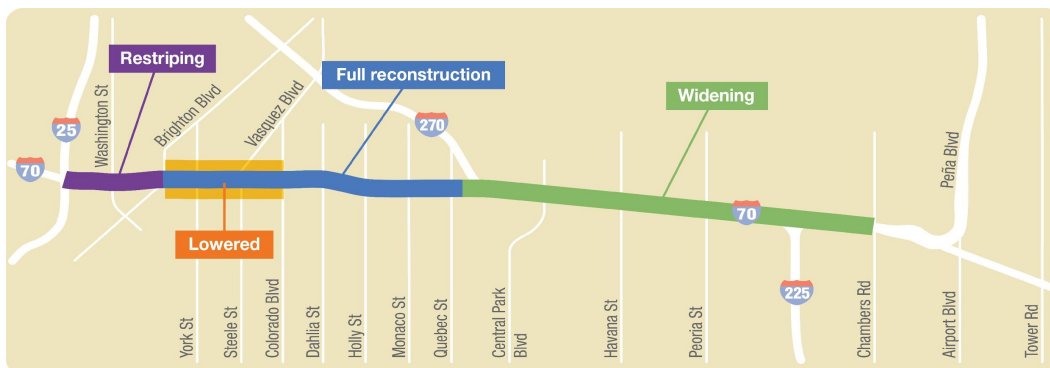 Restriping
Full reconstruction
Widening
Lowered
25
70
270
70
225
Washington St
Brighton Blvd
Vasquez Blvd
Peña Blvd
York St
Steele St
Colorado Blvd
Dahlia St
Holly St
Monaco St
Quebec St
Central Park
Blvd
Havana St
Peoria St
Chambers Rd
Airport Blvd
Tower Rd